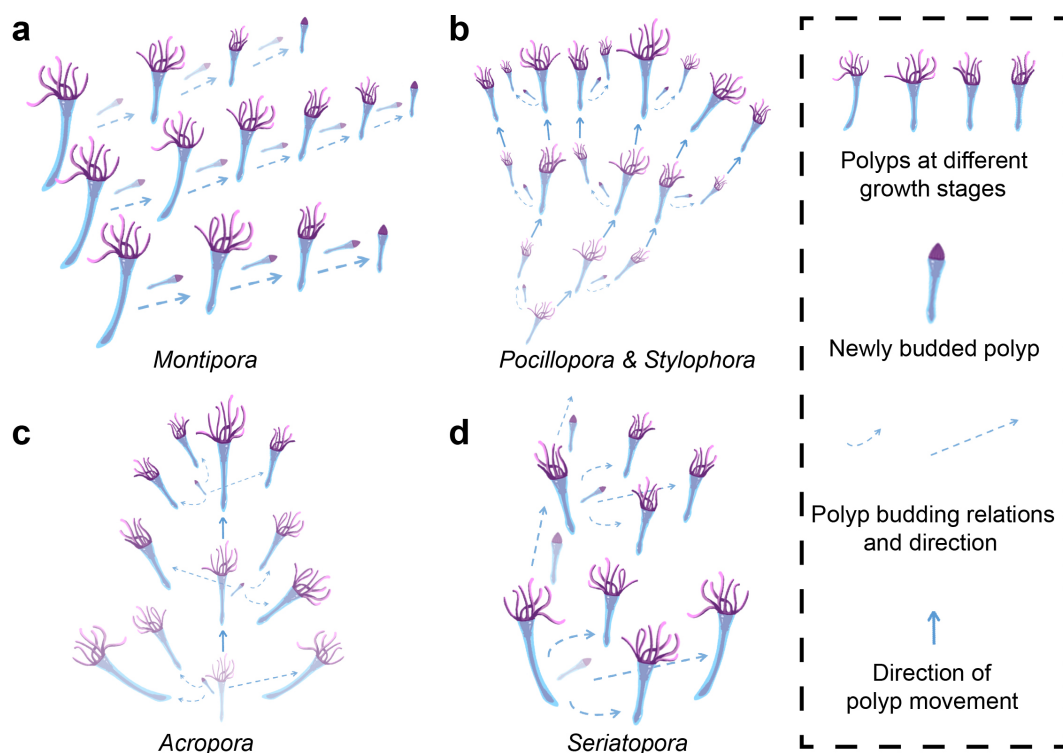 a
b
Montipora
Pocillopora & Stylophora
c
d
Acropora
Seriatopora
Polyps at different
growth stages
Newly budded polyp
Polyp budding relations
and direction
Direction of
polyp movement